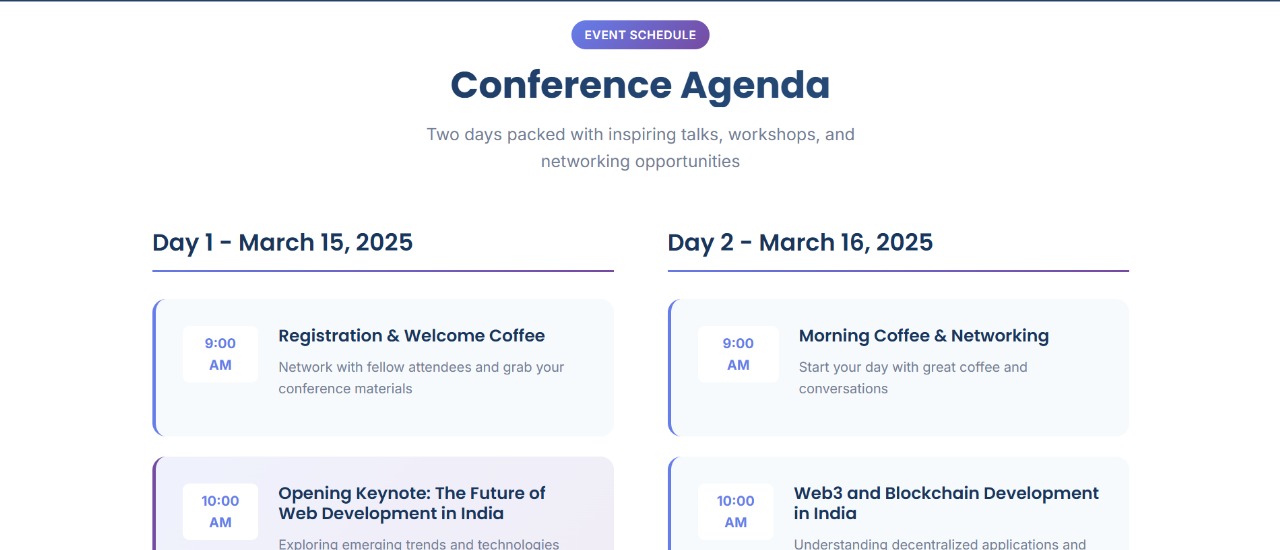 EVENT SCHEDULE
Conference Agenda
Two days packed with inspiring talks, workshops, and
networking opportunities
Day 1 - March 15, 2025
9:00
AM
Registration & Welcome Coffee
Network with fellow attendees and grab your
conference materials
10:00
AM
Opening Keynote: The Future of
Web Development in India
Exploring emerging trends and technologies
Day 2 - March 16, 2025
9:00
AM
Morning Coffee & Networking
Start your day with great coffee and
conversations
10:00
AM
Web3 and Blockchain Development
in India
Understanding decentralized applications and